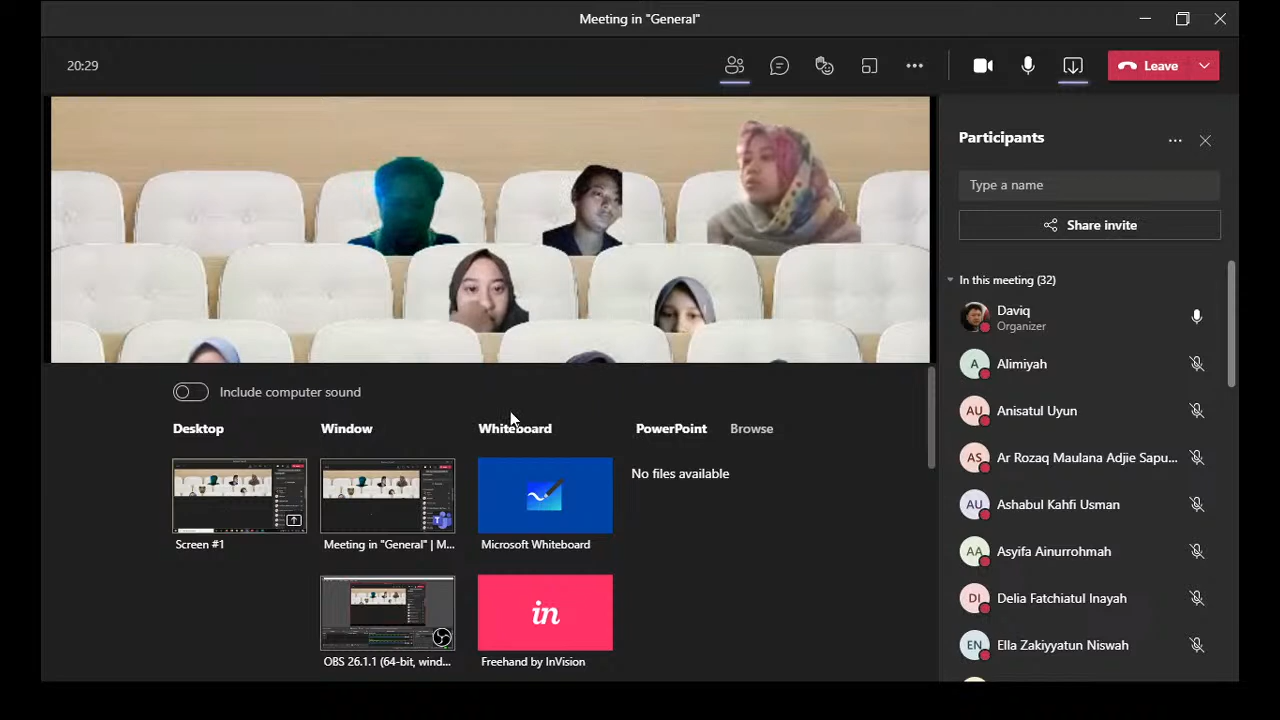 Meeting in "General"
20:29
Leave
Participants
Type a name
Share invite
In this meeting (32)
Daviq
Organizer
A Alimiyah
AU Anisatul Uyun
AS Ar Rozaq Maulana Adjie Sapu...
AU Ashabul Kahfi Usman
AA Asyifa Ainurrohmah
DI Delia Fatchiatul Inayah
EN Ella Zakiyyatun Niswah
Include computer sound
Desktop Window Whiteboard PowerPoint Browse
No files available
Screen #1 Meeting in "General" | M... Microsoft Whiteboard
in
OBS 26.1.1 (64-bit, wind... Freehand by InVision